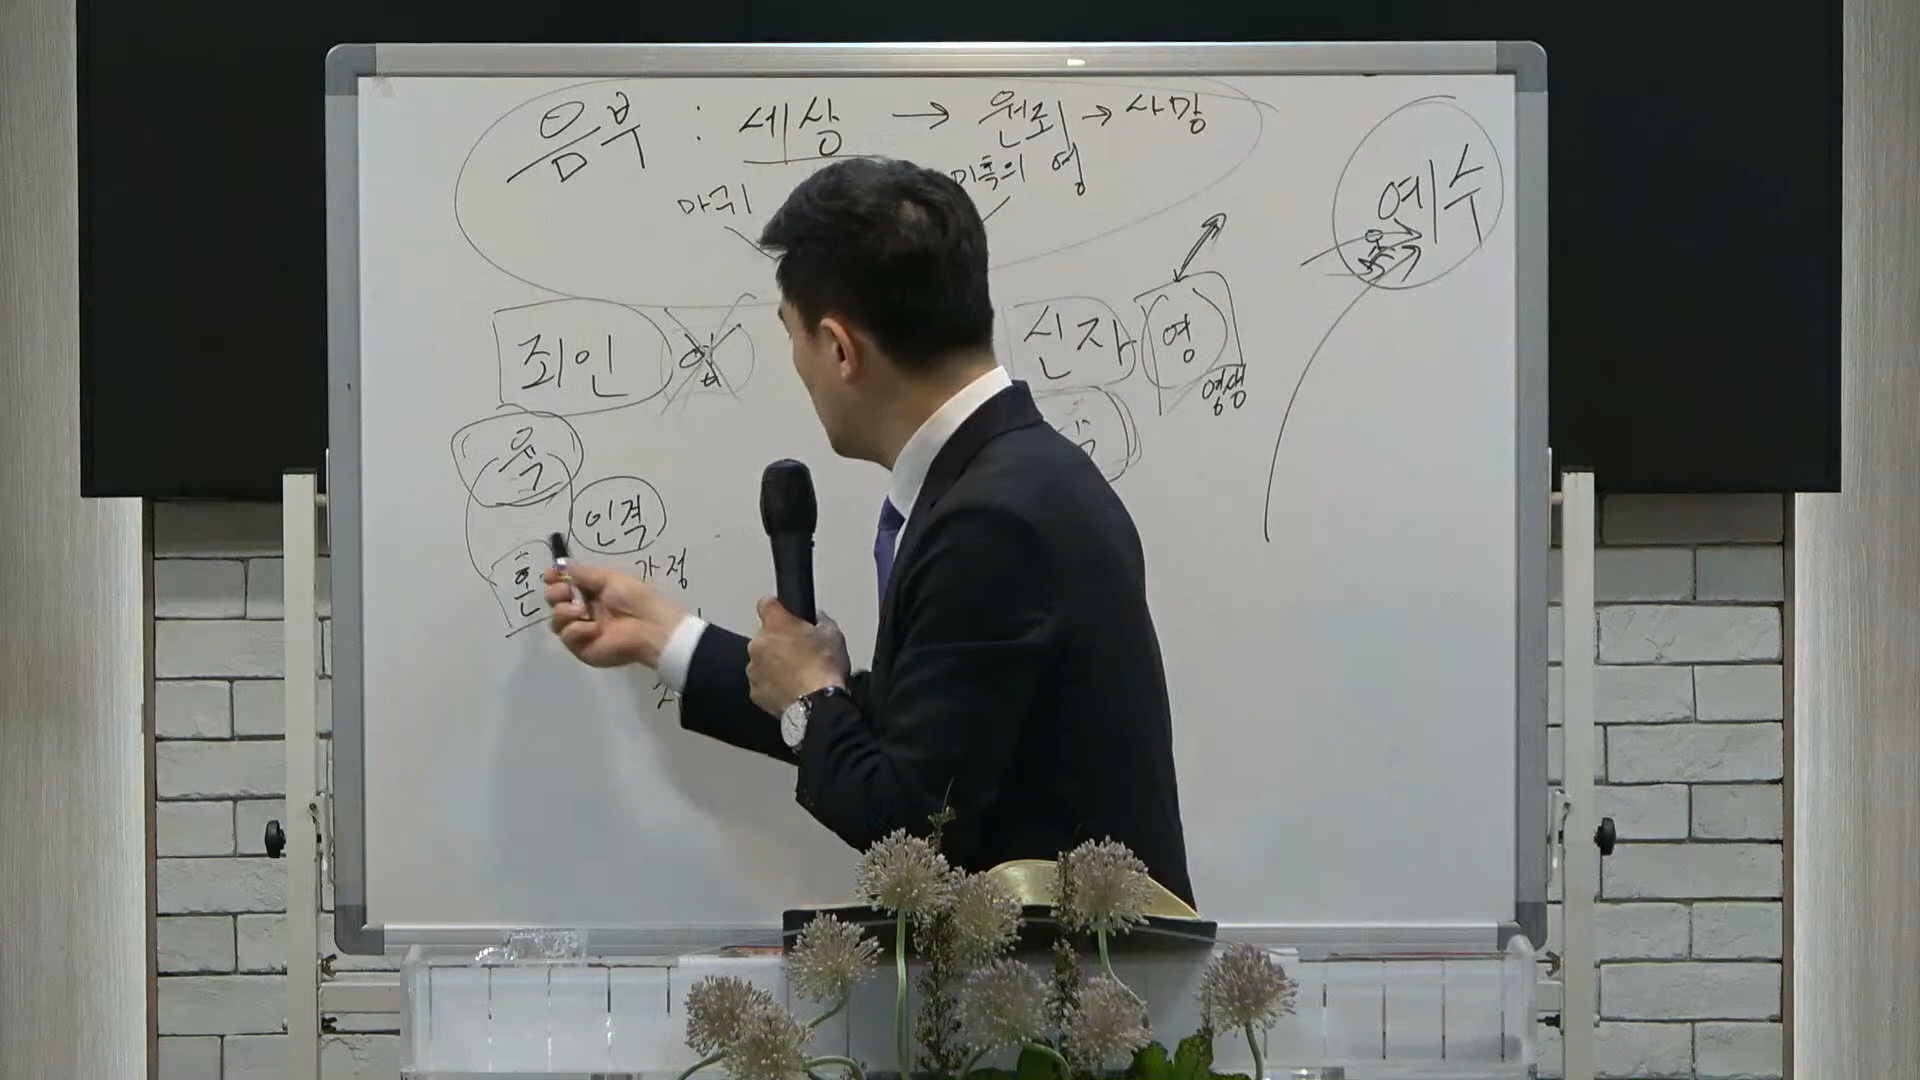 음부 : 세상 → 원죄 → 사망
마귀 미혹의 영
예수
죄인 신자 영
영생
육
인격
혼 가정